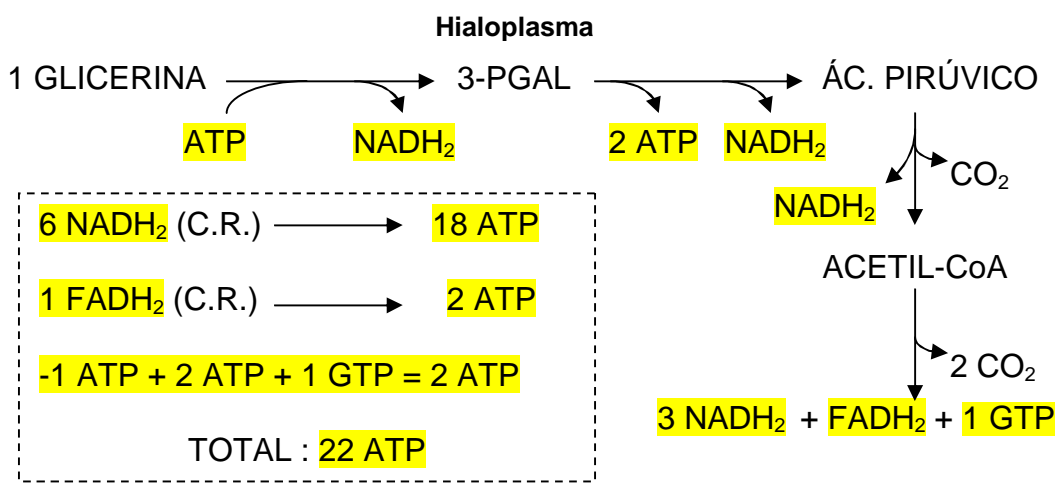 Hialoplasma
1 GLICERINA 3-PGAL ÁC. PIRÚVICO
ATP NADH₂ 2 ATP NADH₂
CO₂
NADH₂
6 NADH₂ (C.R.) 18 ATP
ACETIL-CoA
1 FADH₂ (C.R.) 2 ATP
-1 ATP + 2 ATP + 1 GTP = 2 ATP
2 CO₂
3 NADH₂ + FADH₂ + 1 GTP
TOTAL : 22 ATP